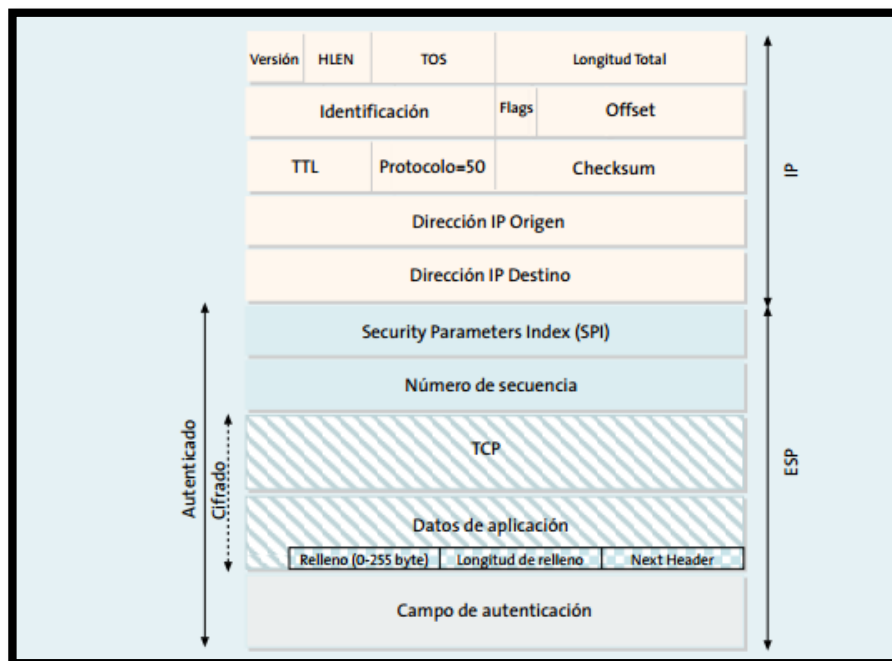 Versión HLEN TOS Longitud Total
Identificación Flags Offset
TTL Protocolo=50 Checksum
IP
Dirección IP Origen
Dirección IP Destino
Security Parameters Index (SPI)
Número de secuencia
Autenticado
Cifrado
TCP
ESP
Datos de aplicación
Relleno (0-255 byte) Longitud de relleno Next Header
Campo de autenticación